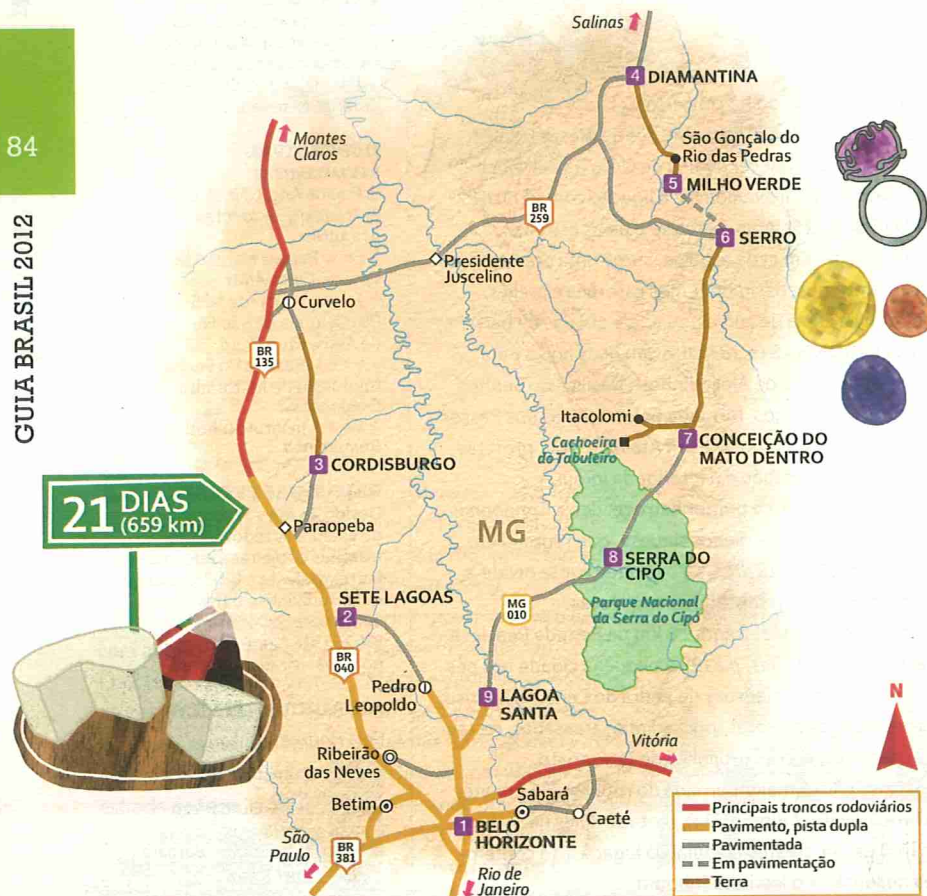 84
GUIA BRASIL 2012
Salinas
4 DIAMANTINA
Montes
Claros
São Gonçalo do
Rio das Pedras
5 MILHO VERDE
BR
259
6 SERRO
Presidente
Juscelino
Curvelo
BR
135
Itacolomi
Cachoeira
do Tabuleiro
7 CONCEIÇÃO DO
MATO DENTRO
3 CORDISBURGO
21 DIAS
(659 km)
Paraopeba
MG
8 SERRA DO
CIPÓ
Parque Nacional
da Serra do Cipó
SETE LAGOAS
2
MG
010
BR
040
Pedro
Leopoldo
9 LAGOA
SANTA
N
Vitória
Ribeirão
das Neves
Betim
Sabará
Caeté
1 BELO
HORIZONTE
São
Paulo
BR
381
Rio de
Janeiro
Principais troncos rodoviários
Pavimento, pista dupla
Pavimentada
Em pavimentação
Terra